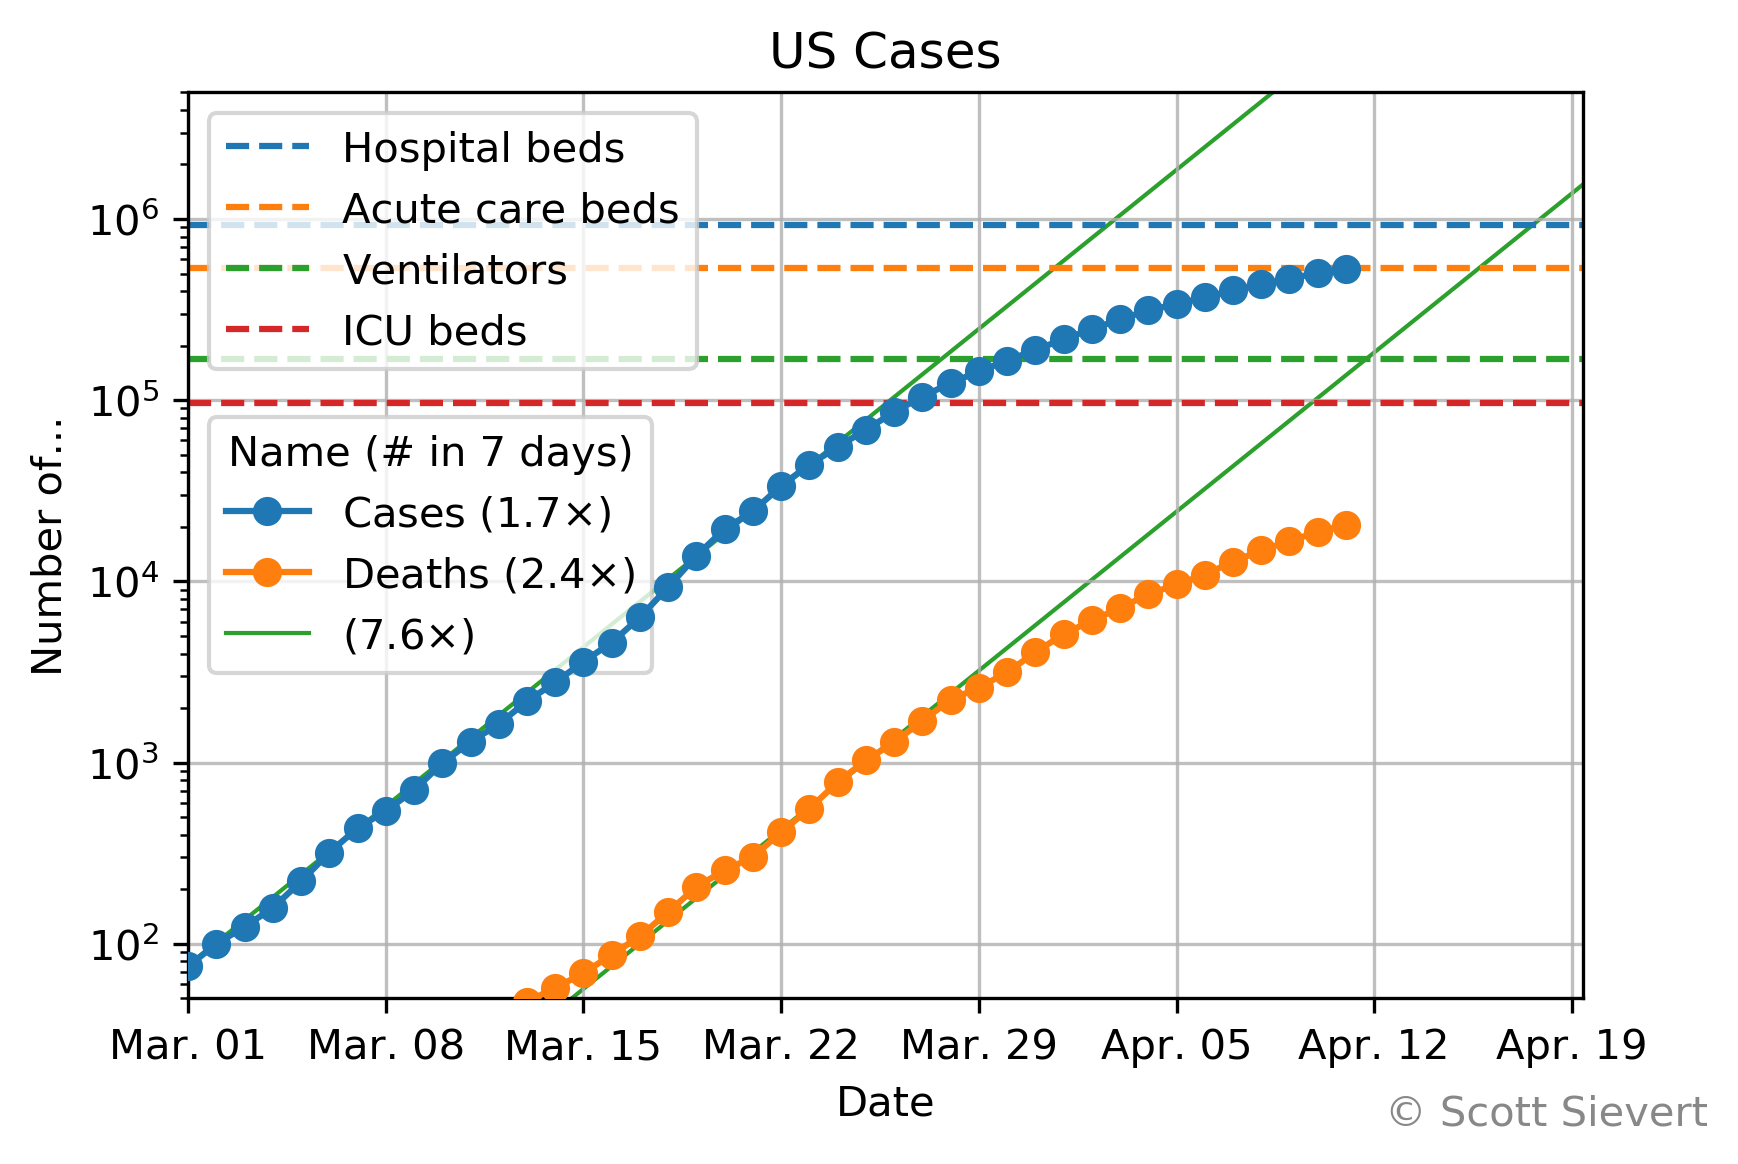 US Cases
Hospital beds
Acute care beds
Ventilators
ICU beds
Name (# in 7 days)
Cases (1.7×)
Deaths (2.4×)
(7.6×)
Number of...
10⁶
10⁵
10⁴
10³
10²
Mar. 01 Mar. 08 Mar. 15 Mar. 22 Mar. 29 Apr. 05 Apr. 12 Apr. 19
Date
© Scott Sievert